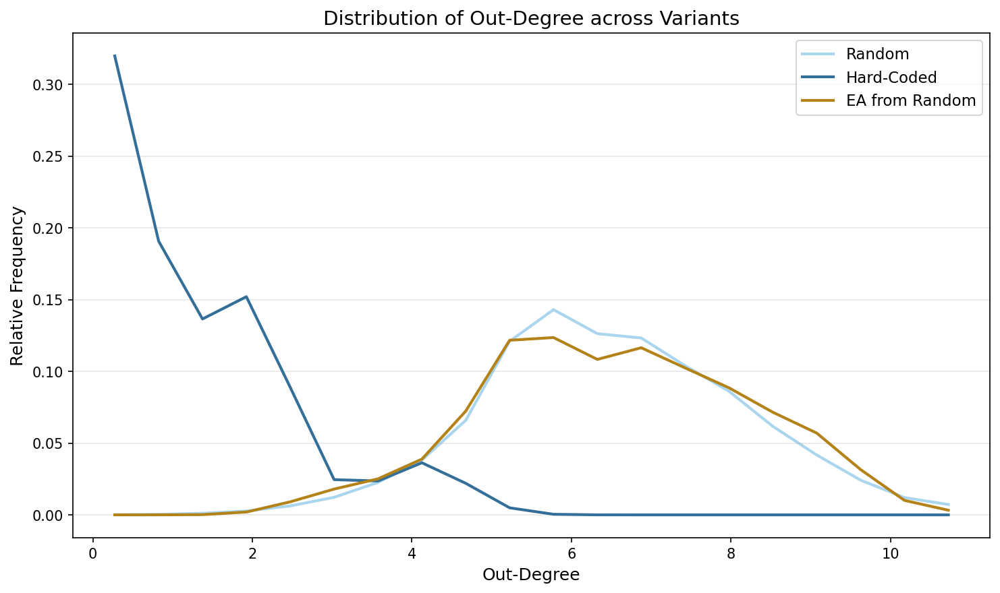 Distribution of Out-Degree across Variants
Random
Hard-Coded
EA from Random
Relative Frequency
0.30
0.25
0.20
0.15
0.10
0.05
0.00
0 2 4 6 8 10
Out-Degree